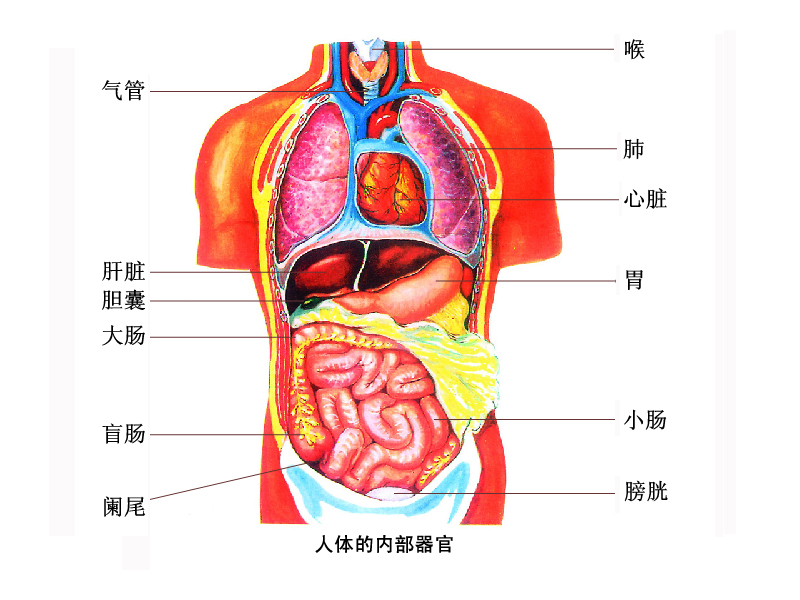 喉
气管
肺
心脏
肝脏
胃
胆囊
大肠
小肠
盲肠
膀胱
阑尾
人体的内部器官